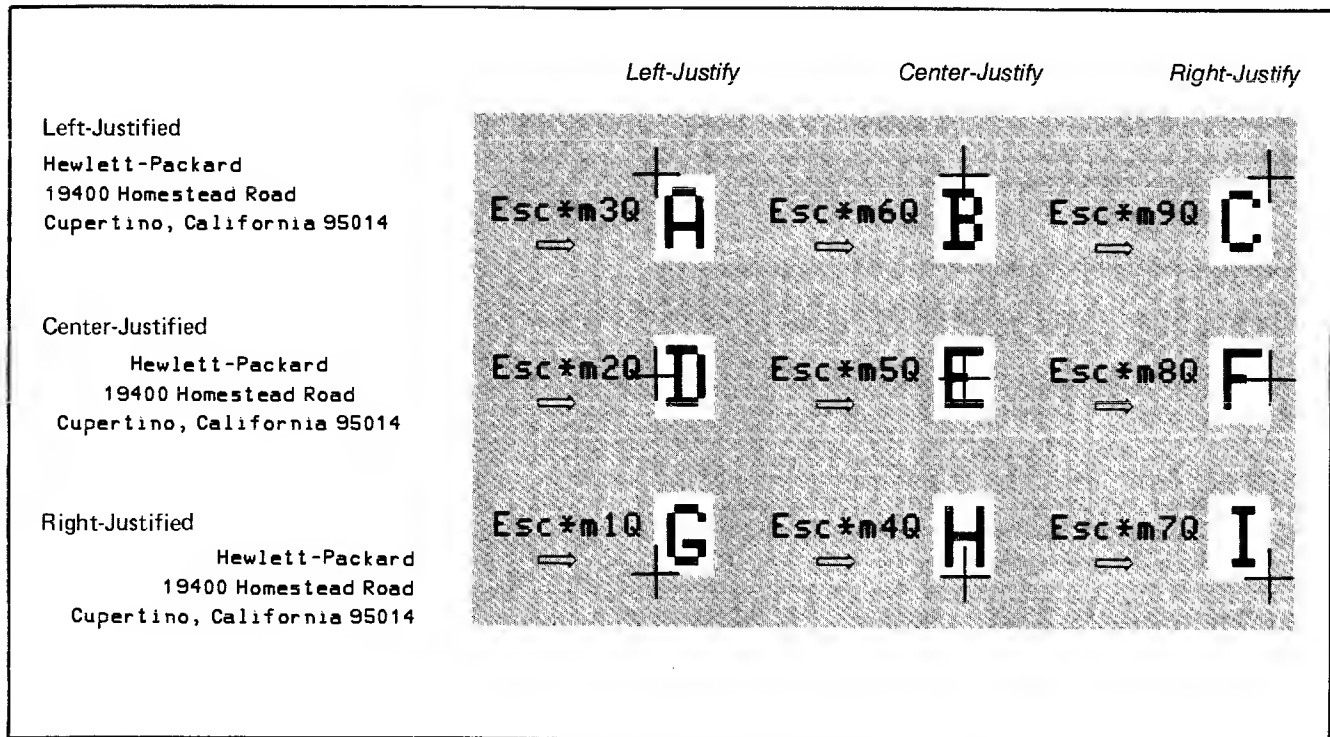 Left-Justify Center-Justify Right-Justify
Left-Justified
Hewlett-Packard
19400 Homestead Road
Cupertino, California 95014
Esc*m3Q A Esc*m6Q B Esc*m9Q C
Center-Justified
Hewlett-Packard
19400 Homestead Road
Cupertino, California 95014
Esc*m2Q D Esc*m5Q E Esc*m8Q F
Right-Justified
Hewlett-Packard
19400 Homestead Road
Cupertino, California 95014
Esc*m1Q G Esc*m4Q H Esc*m7Q I